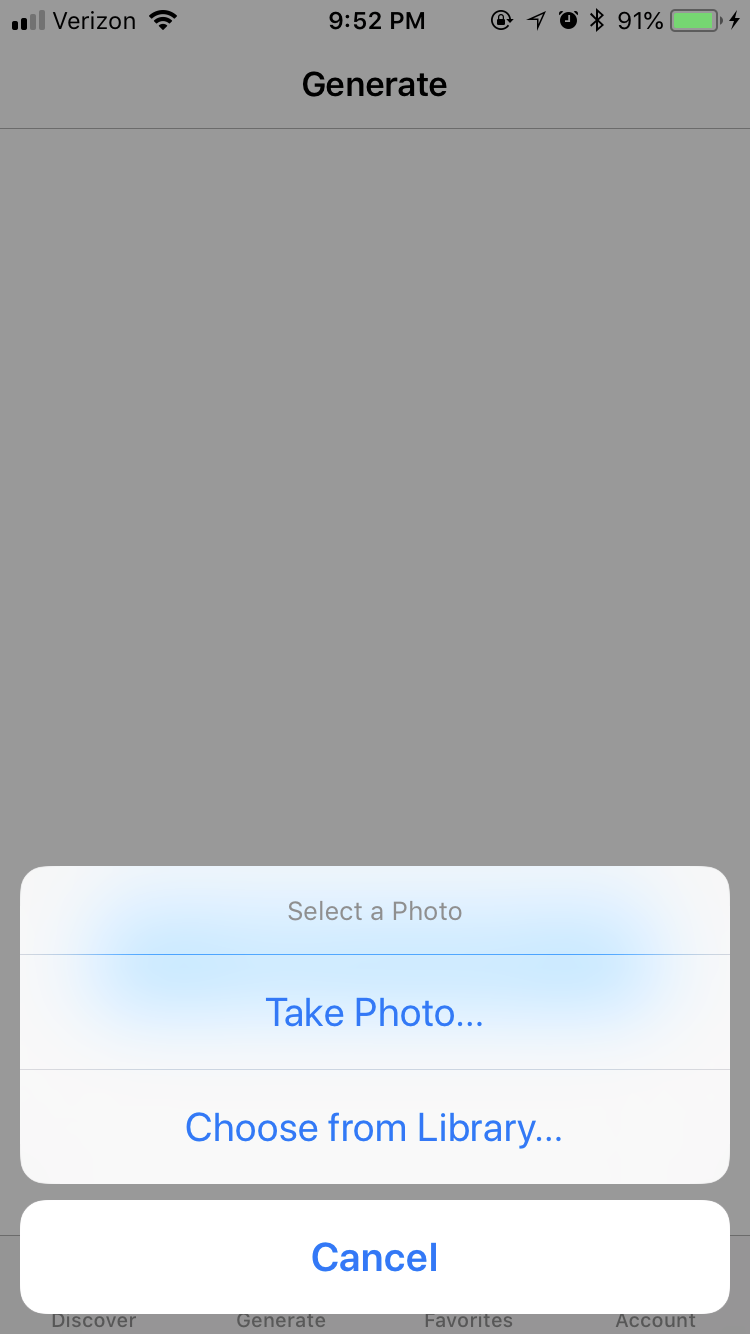 Verizon 9:52 PM 91%
Generate
Select a Photo
Take Photo...
Choose from Library...
Cancel
Discover Generate Favorites Account